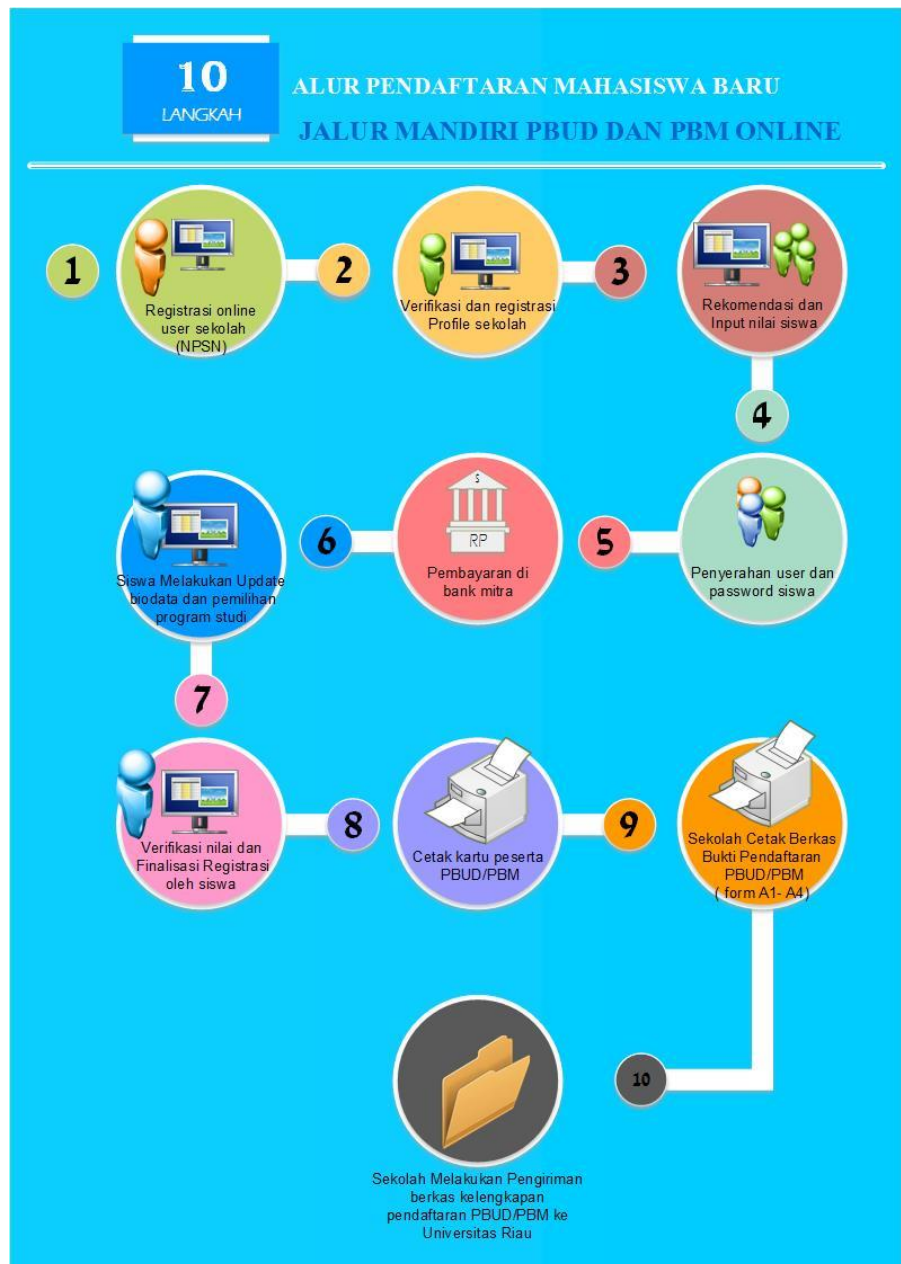 10
LANGKAH
ALUR PENDAFTARAN MAHASISWA BARU
JALUR MANDIRI PBUD DAN PBM ONLINE
1
Registrasi online
user sekolah
(NPSN)
2
Verifikasi dan registrasi
Profile sekolah
3
Rekomendasi dan
Input nilai siswa
4
Penyerahan user dan
password siswa
5
$
RP
Pembayaran di
bank mitra
6
Siswa Melakukan Update
biodata dan pemilihan
program studi
7
Verifikasi nilai dan
Finalisasi Registrasi
oleh siswa
8
Cetak kartu peserta
PBUD/PBM
9
Sekolah Cetak Berkas
Bukti Pendaftaran
PBUD/PBM
( form A1- A4)
10
Sekolah Melakukan Pengiriman
berkas kelengkapan
pendaftaran PBUD/PBM ke
Universitas Riau